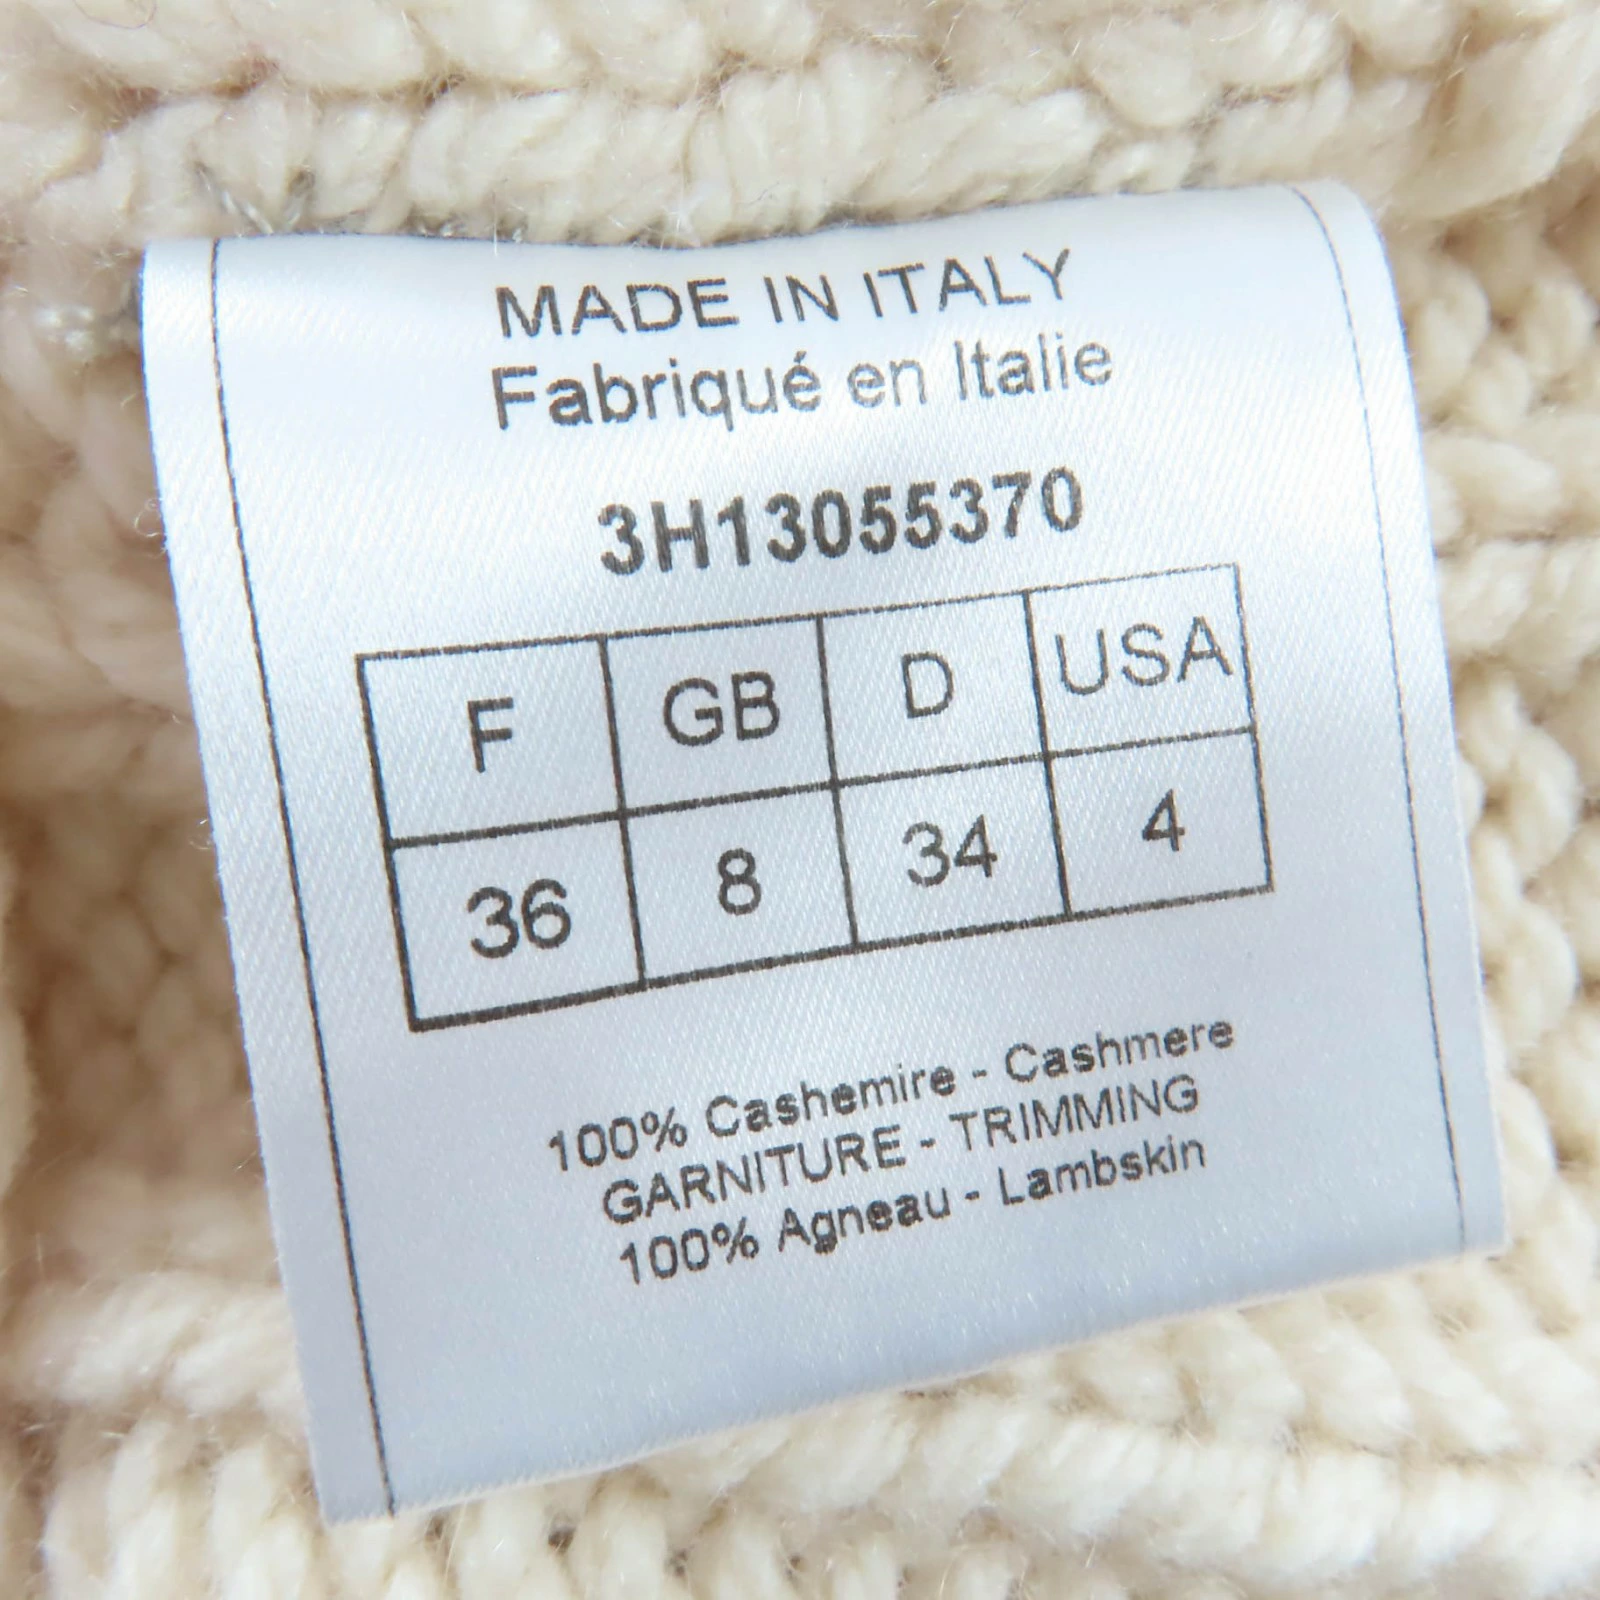 MADE IN ITALY
Fabriqué en Italie
3H13055370
F GB D USA
36 8 34 4
100% Cashemire - Cashmere
GARNITURE - TRIMMING
100% Agneau - Lambskin